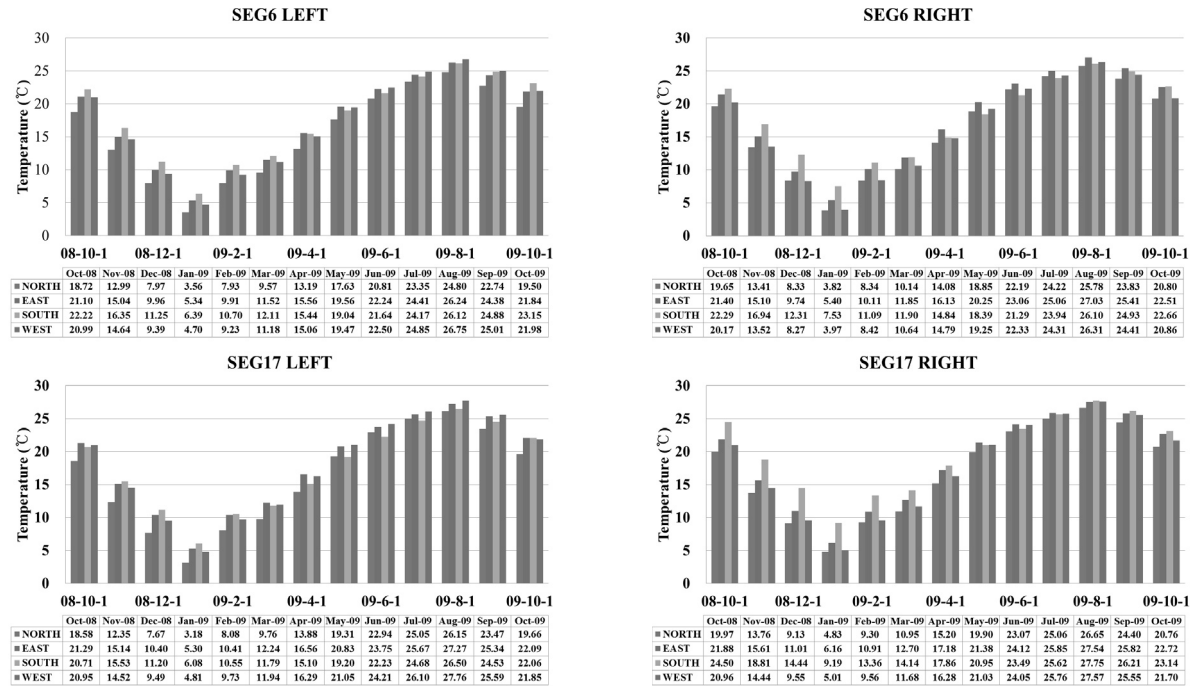 SEG6 LEFT
30
25
20
15
10
5
0
Temperature (℃)
08-10-1 08-12-1 09-2-1 09-4-1 09-6-1 09-8-1 09-10-1
Oct-08 Nov-08 Dec-08 Jan-09 Feb-09 Mar-09 Apr-09 May-09 Jun-09 Jul-09 Aug-09 Sep-09 Oct-09
NORTH 18.72 12.99 7.97 3.56 7.93 9.57 13.19 17.63 20.81 23.35 24.80 22.74 19.50
EAST 21.10 15.04 9.96 5.34 9.91 11.52 15.56 19.56 22.24 24.41 26.24 24.38 21.84
SOUTH 22.22 16.35 11.25 6.39 10.70 12.11 15.44 19.04 21.64 24.17 26.12 24.88 23.15
WEST 20.99 14.64 9.39 4.70 9.23 11.18 15.06 19.47 22.50 24.85 26.75 25.01 21.98
SEG6 RIGHT
30
25
20
15
10
5
0
Temperature (℃)
08-10-1 08-12-1 09-2-1 09-4-1 09-6-1 09-8-1 09-10-1
Oct-08 Nov-08 Dec-08 Jan-09 Feb-09 Mar-09 Apr-09 May-09 Jun-09 Jul-09 Aug-09 Sep-09 Oct-09
NORTH 19.65 13.41 8.33 3.82 8.34 10.14 14.08 18.85 22.19 24.22 25.78 23.83 20.80
EAST 21.40 15.10 9.74 5.40 10.11 11.85 16.13 20.25 23.06 25.06 27.03 25.41 22.51
SOUTH 22.29 16.94 12.31 7.53 11.09 11.90 14.84 18.39 21.29 23.94 26.10 24.93 22.66
WEST 20.17 13.52 8.27 3.97 8.42 10.64 14.79 19.25 22.33 24.31 26.31 24.41 20.86
SEG17 LEFT
30
25
20
15
10
5
0
Temperature (℃)
08-10-1 08-12-1 09-2-1 09-4-1 09-6-1 09-8-1 09-10-1
Oct-08 Nov-08 Dec-08 Jan-09 Feb-09 Mar-09 Apr-09 May-09 Jun-09 Jul-09 Aug-09 Sep-09 Oct-09
NORTH 18.58 12.35 7.67 3.18 8.08 9.76 13.88 19.31 22.94 25.05 26.15 23.47 19.66
EAST 21.29 15.14 10.40 5.30 10.41 12.24 16.56 20.83 23.75 25.67 27.27 25.34 22.09
SOUTH 20.71 15.53 11.20 6.08 10.55 11.79 15.10 19.20 22.23 24.68 26.50 24.53 22.06
WEST 20.95 14.52 9.49 4.81 9.73 11.94 16.29 21.05 24.21 26.10 27.76 25.59 21.85
SEG17 RIGHT
30
25
20
15
10
5
0
Temperature (℃)
08-10-1 08-12-1 09-2-1 09-4-1 09-6-1 09-8-1 09-10-1
Oct-08 Nov-08 Dec-08 Jan-09 Feb-09 Mar-09 Apr-09 May-09 Jun-09 Jul-09 Aug-09 Sep-09 Oct-09
NORTH 19.97 13.76 9.13 4.83 9.30 10.95 15.20 19.90 23.07 25.06 26.65 24.40 20.76
EAST 21.88 15.61 11.01 6.16 10.91 12.70 17.18 21.38 24.12 25.85 27.54 25.82 22.72
SOUTH 24.50 18.81 14.44 9.19 13.36 14.14 17.86 20.95 23.49 25.62 27.75 26.21 23.14
WEST 20.96 14.44 9.55 5.01 9.56 11.68 16.28 21.03 24.05 25.76 27.57 25.55 21.70